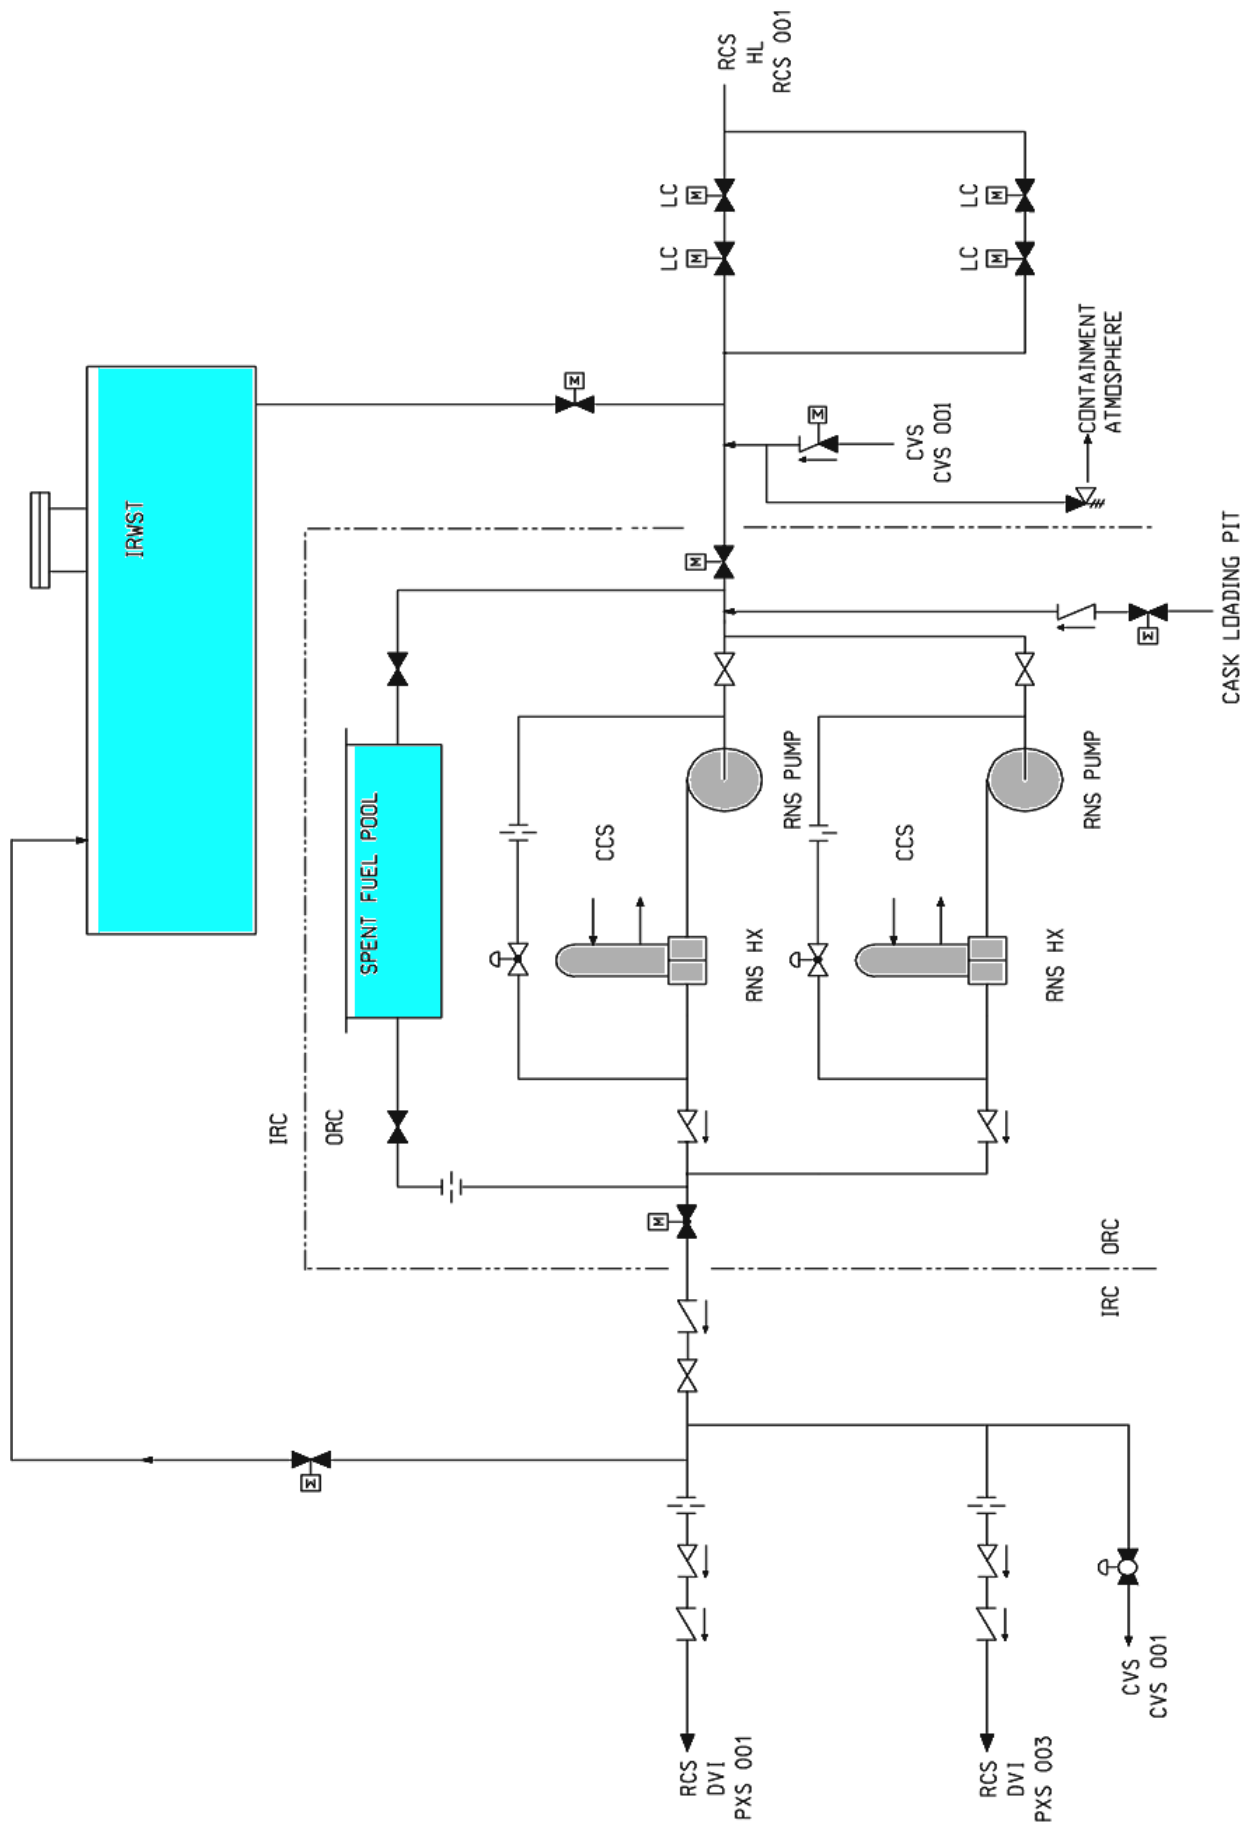 IRWST
IRC
ORC
M
SPENT FUEL POOL
M
CCS
M
M
LC
M
LC
M
LC
RCS
DVI
PXS 001
RNS HX
RNS PUMP
RCS
HL
RCS 001
M
CCS
CVS
CVS 001
LC
M
LC
M
RCS
DVI
PXS 003
RNS HX
RNS PUMP
CONTAINMENT
ATMOSPHERE
IRC
ORC
CVS
CVS 001
M
CASK LOADING PIT